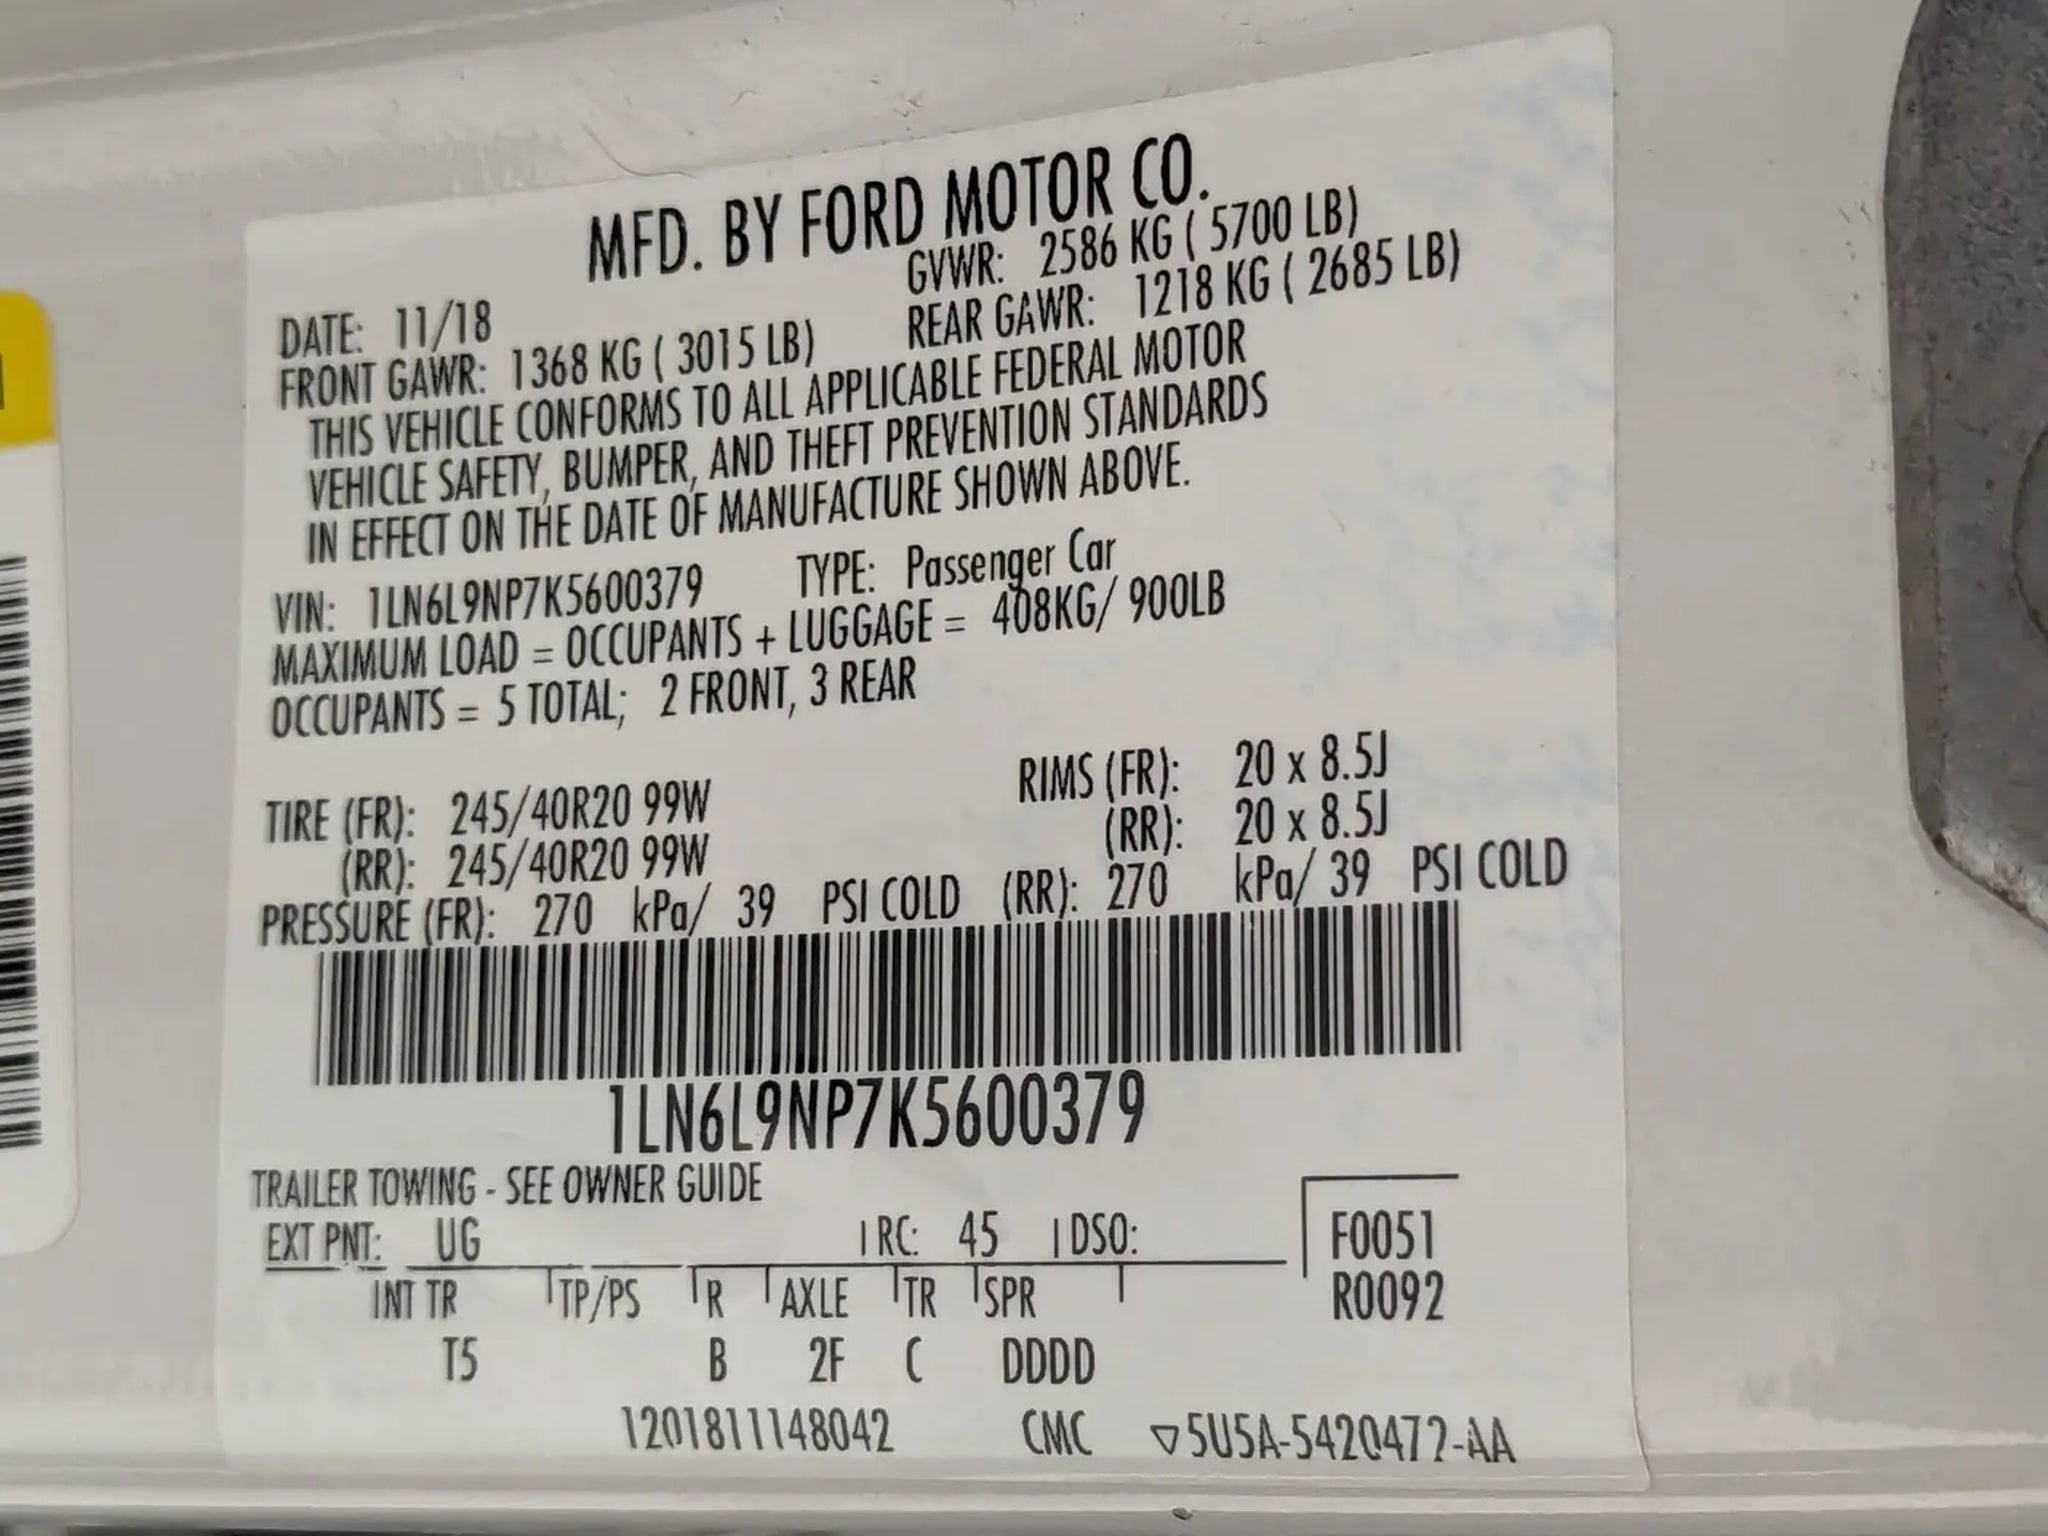 MFD. BY FORD MOTOR CO.
DATE: 11/18 GVWR: 2586 KG ( 5700 LB)
FRONT GAWR: 1368 KG ( 3015 LB) REAR GAWR: 1218 KG ( 2685 LB)
THIS VEHICLE CONFORMS TO ALL APPLICABLE FEDERAL MOTOR
VEHICLE SAFETY, BUMPER, AND THEFT PREVENTION STANDARDS
IN EFFECT ON THE DATE OF MANUFACTURE SHOWN ABOVE.
VIN: 1LN6L9NP7K5600379 TYPE: Passenger Car
MAXIMUM LOAD = OCCUPANTS + LUGGAGE = 408KG/ 900LB
OCCUPANTS = 5 TOTAL; 2 FRONT, 3 REAR
TIRE (FR): 245/40R20 99W RIMS (FR): 20 x 8.5J
(RR): 245/40R20 99W (RR): 20 x 8.5J
PRESSURE (FR): 270 kPa/ 39 PSI COLD (RR): 270 kPa/ 39 PSI COLD
1LN6L9NP7K5600379
TRAILER TOWING - SEE OWNER GUIDE
EXT PNT: UG RC: 45 DSO: F0051
INT TR TP/PS R AXLE TR SPR R0092
T5 B 2F C DDDD
1201811148042 CMC ▽5U5A-5420472-AA